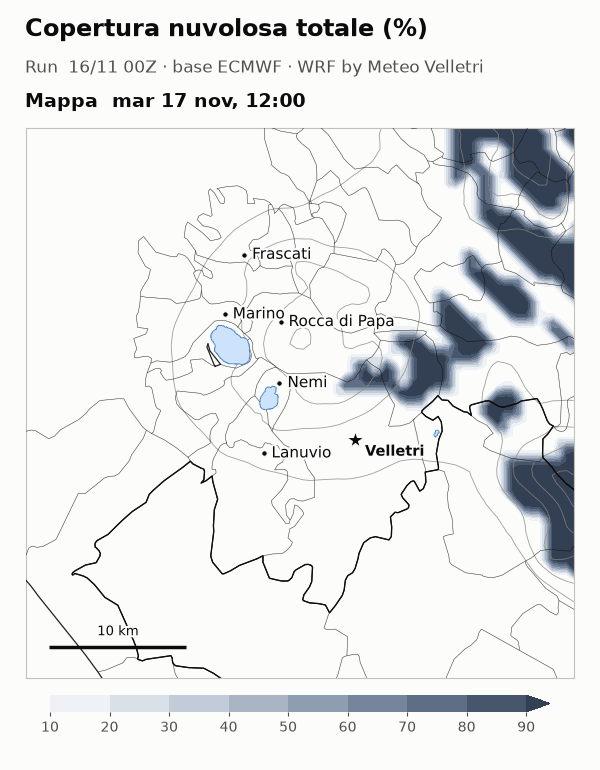 Copertura nuvolosa totale (%)
Run  16/11 00Z · base ECMWF · WRF by Meteo Velletri
Mappa  mar 17 nov, 12:00
Frascati
Marino
Rocca di Papa
Nemi
Velletri
Lanuvio
10 km
10 20 30 40 50 60 70 80 90